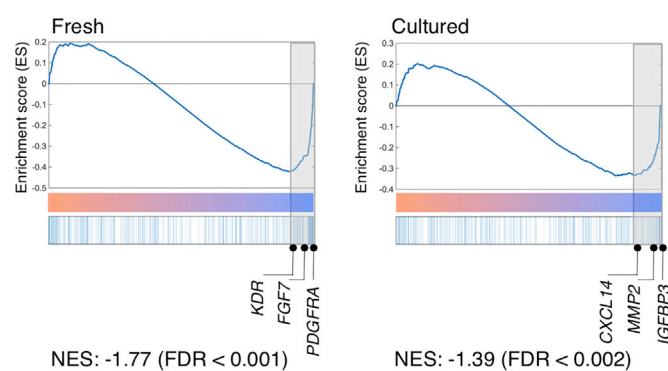 Fresh
Enrichment score (ES)
0.2
0.1
0
-0.1
-0.2
-0.3
-0.4
-0.5
KDR
FGF7
PDGFRA
NES: -1.77 (FDR < 0.001)
Cultured
Enrichment score (ES)
0.3
0.2
0.1
0
-0.1
-0.2
-0.3
-0.4
CXCL14
MMP2
IGFBP3
NES: -1.39 (FDR < 0.002)